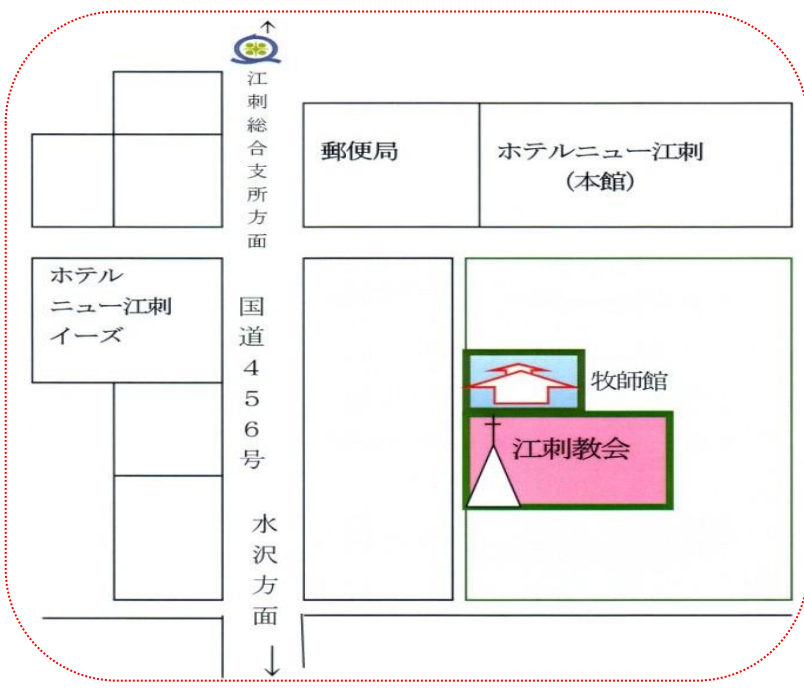 江刺総合支所方面
郵便局
ホテルニュー江刺
(本館)
ホテル
ニュー江刺
イーズ
国道456号
牧師館
江刺教会
水沢方面